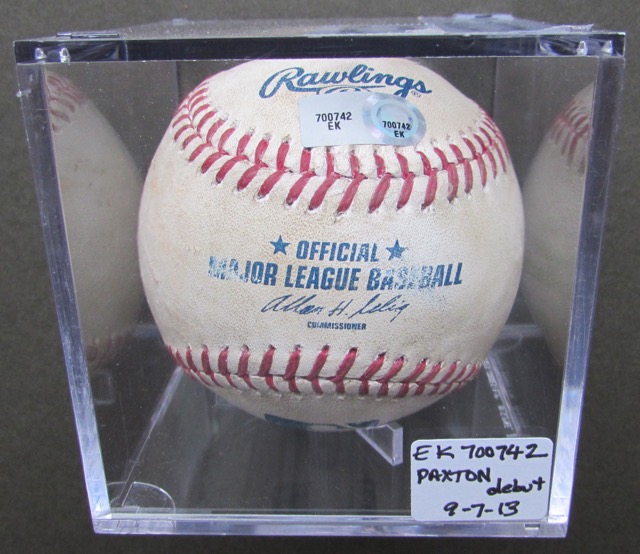 Rawlings®
700742
EK
700742
EK
★ OFFICIAL ★
MAJOR LEAGUE BASEBALL
Allan H. Selig
COMMISSIONER
EK 700742
PAXTON debut
9-7-13